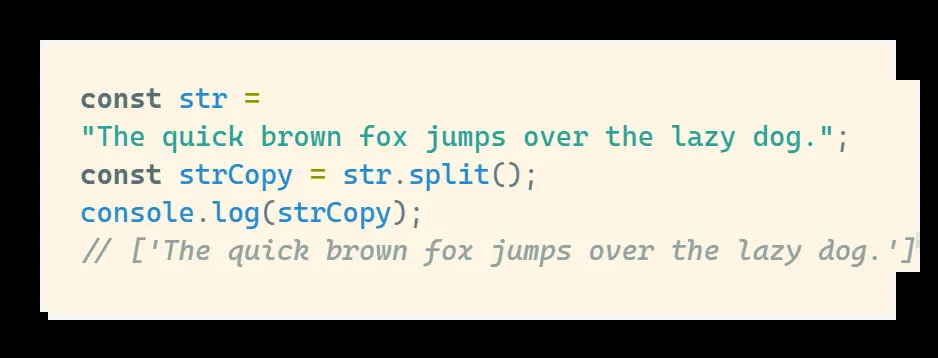 const str =
"The quick brown fox jumps over the lazy dog.";
const strCopy = str.split();
console.log(strCopy);
// ['The quick brown fox jumps over the lazy dog.']